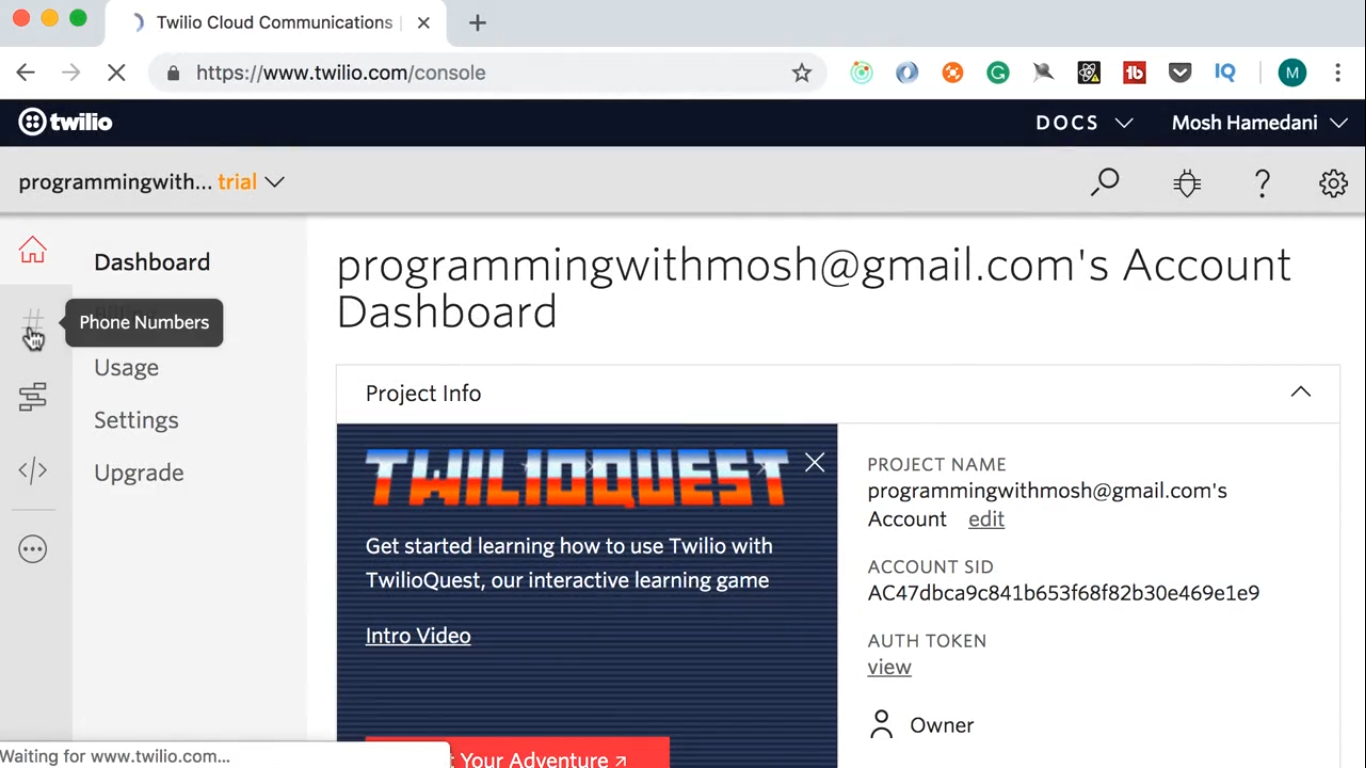 Twilio Cloud Communications
https://www.twilio.com/console
M
twilio
DOCS
Mosh Hamedani
programmingwith... trial
Dashboard
Phone Numbers
Usage
Settings
Upgrade
programmingwithmosh@gmail.com's Account
Dashboard
Project Info
TWILIOQUEST
Get started learning how to use Twilio with
TwilioQuest, our interactive learning game
Intro Video
Your Adventure
PROJECT NAME
programmingwithmosh@gmail.com's
Account edit
ACCOUNT SID
AC47dbca9c841b653f68f82b30e469e1e9
AUTH TOKEN
view
Owner
Waiting for www.twilio.com...